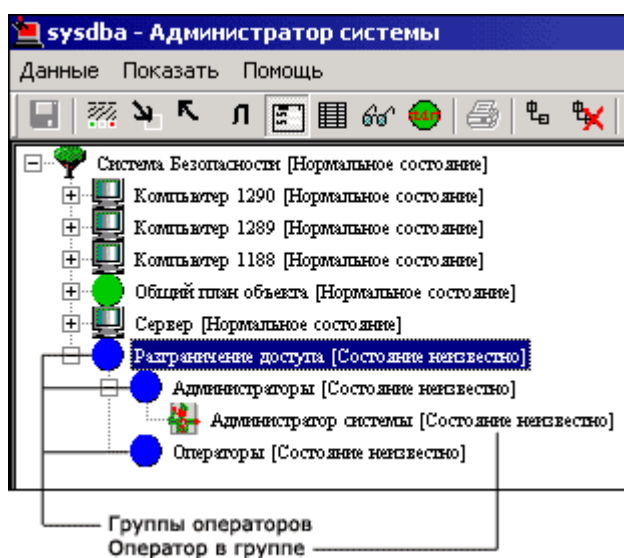 sysdba - Администратор системы
Данные Показать Помощь
Л
Система Безопасности [Нормальное состояние]
Компьютер 1290 [Нормальное состояние]
Компьютер 1289 [Нормальное состояние]
Компьютер 1188 [Нормальное состояние]
Общий план объекта [Нормальное состояние]
Сервер [Нормальное состояние]
Разграничение доступа [Состояние неизвестно]
Администраторы [Состояние неизвестно]
Администратор системы [Состояние неизвестно]
Операторы [Состояние неизвестно]
Группы операторов
Оператор в группе